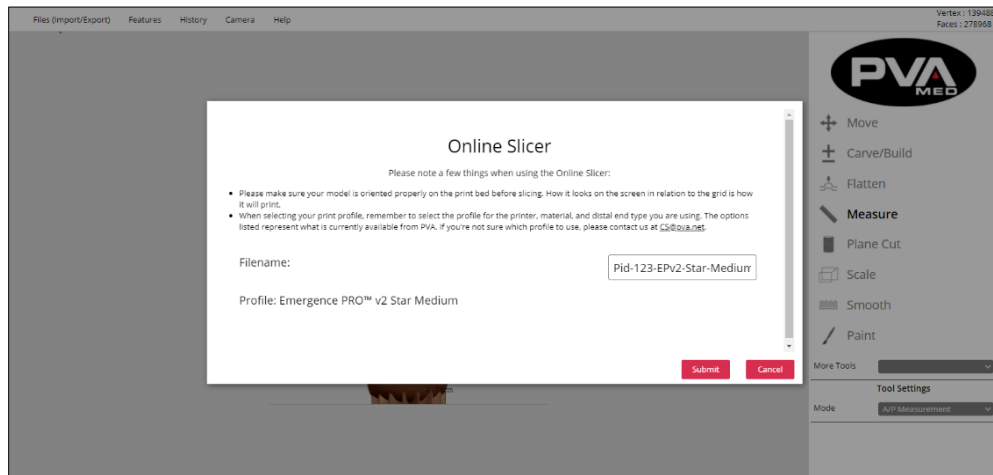 Files (Import/Export) Features History Camera Help
Vertex : 139488
Faces : 278968
PVA
MED
Move
Carve/Build
Flatten
Measure
Plane Cut
Scale
Smooth
Paint
More Tools
Tool Settings
Mode A/P Measurement
Online Slicer
Please note a few things when using the Online Slicer:
• Please make sure your model is oriented properly on the print bed before slicing. How it looks on the screen in relation to the grid is how
it will print.
• When selecting your print profile, remember to select the profile for the printer, material, and distal end type you are using. The options
listed represent what is currently available from PVA. If you're not sure which profile to use, please contact us at CS@pva.net.
Filename: Pid-123-EPv2-Star-Medium
Profile: Emergence PRO™ v2 Star Medium
Submit Cancel
cm